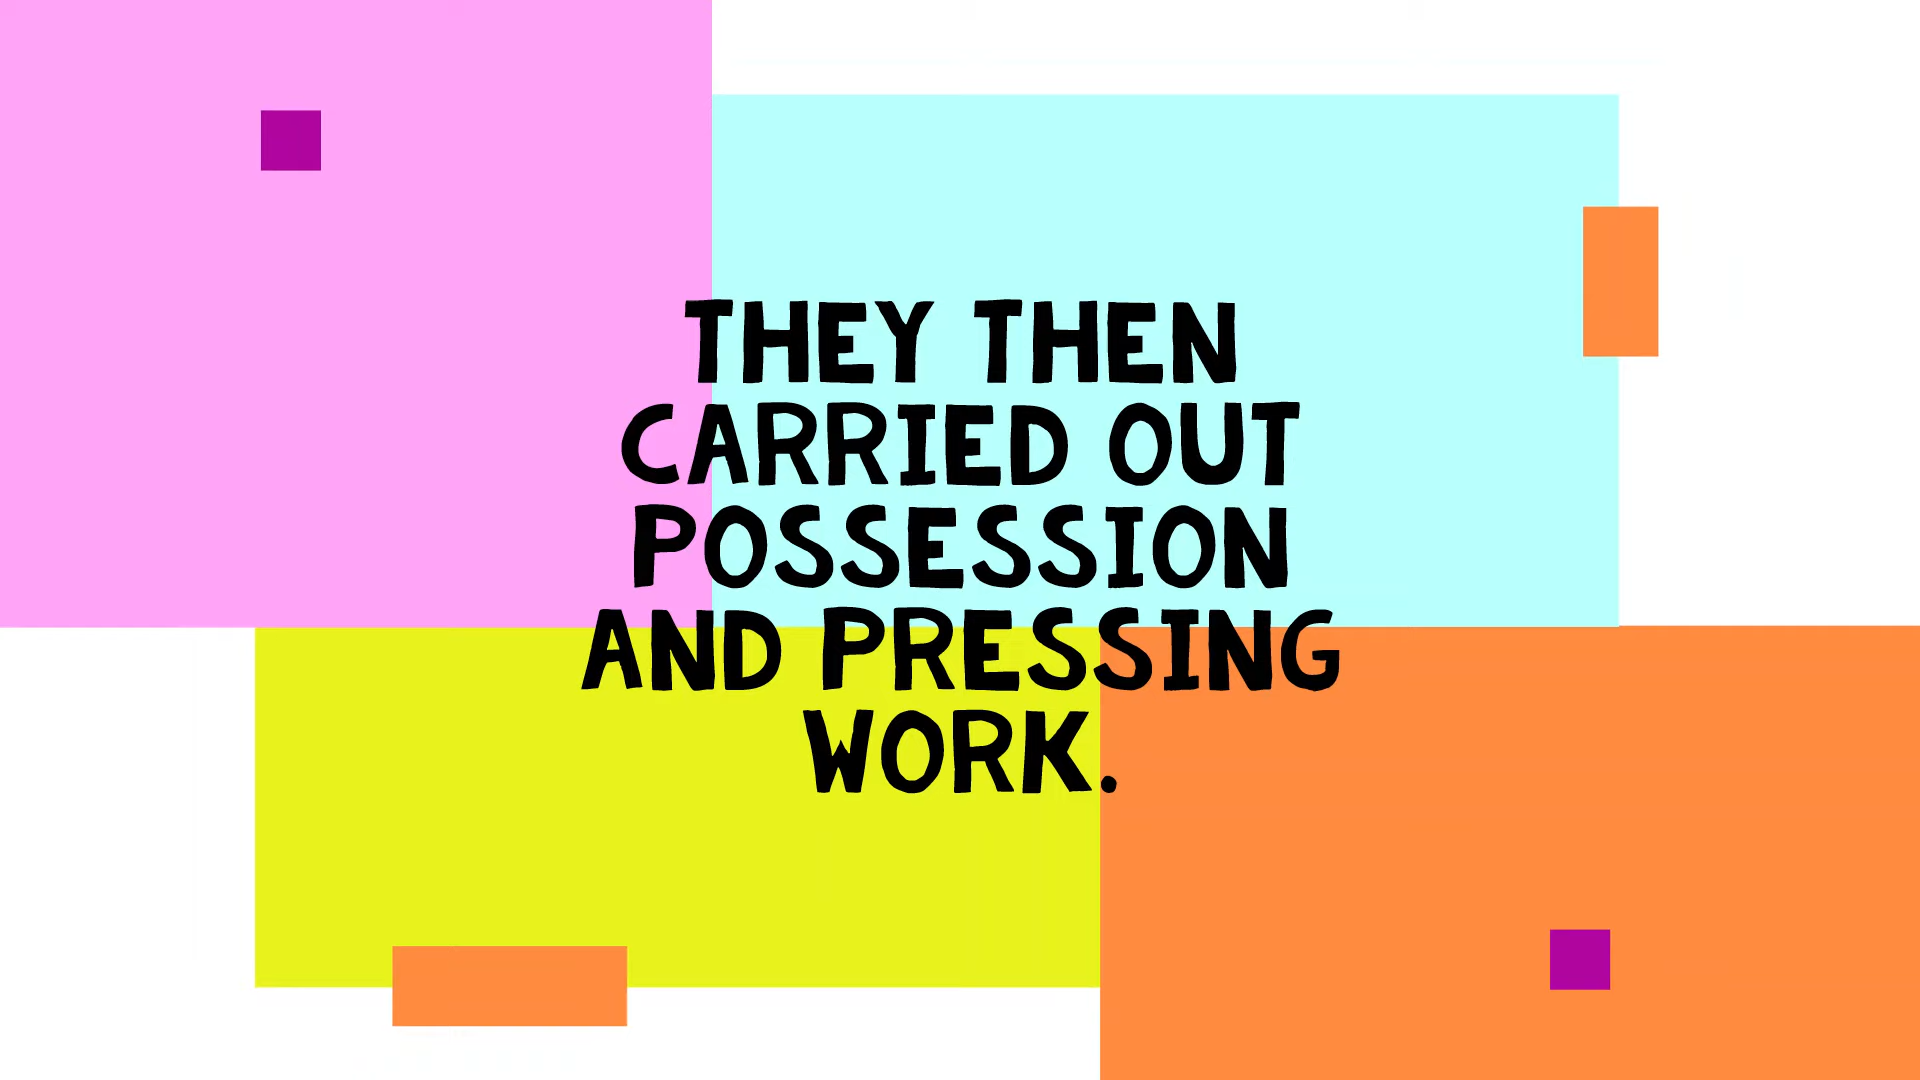 THEY THEN
CARRIED OUT
POSSESSION
AND PRESSING
WORK.